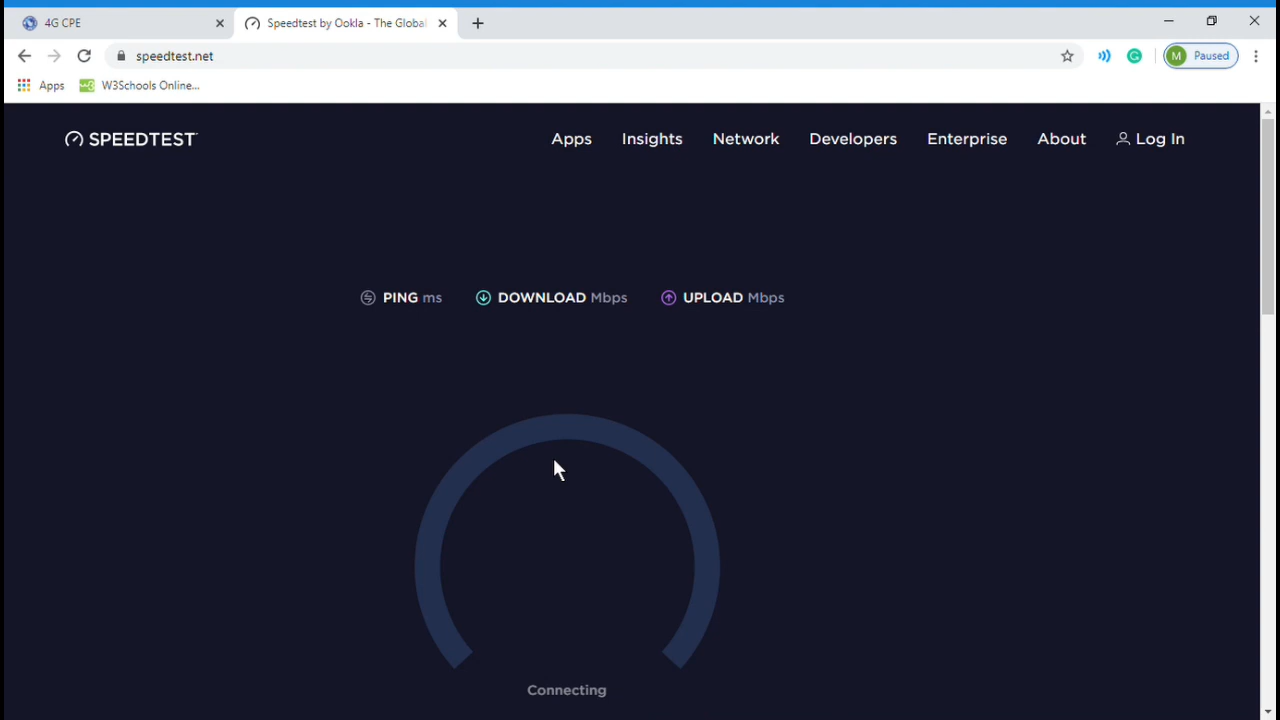 4G CPE
Speedtest by Ookla - The Global
speedtest.net
M Paused
Apps
W3Schools Online...
SPEEDTEST
Apps Insights Network Developers Enterprise About Log In
PING ms DOWNLOAD Mbps UPLOAD Mbps
Connecting